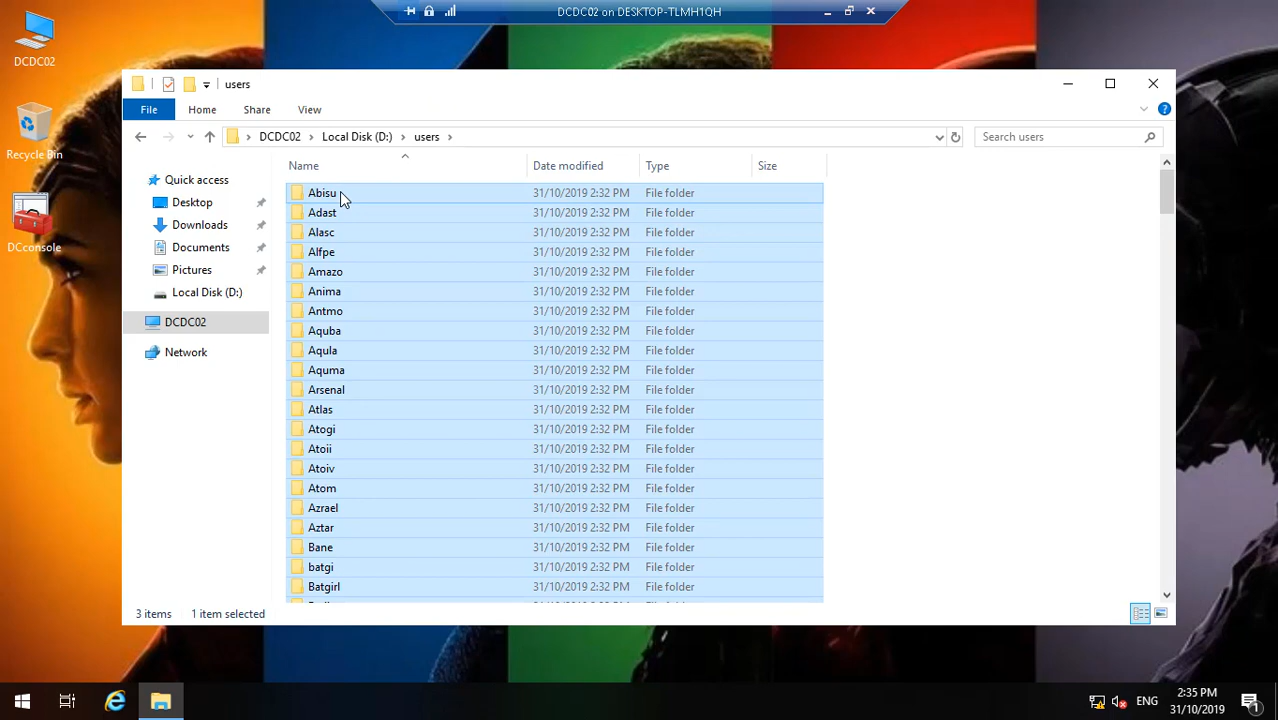 DCDC02 on DESKTOP-TLMH1QH
DCDC02
Recycle Bin
DCconsole
users
File Home Share View
DCDC02 Local Disk (D:) users
Search users
Name Date modified Type Size
Quick access
Desktop
Downloads
Documents
Pictures
Local Disk (D:)
DCDC02
Network
Abisu 31/10/2019 2:32 PM File folder
Adast 31/10/2019 2:32 PM File folder
Alasc 31/10/2019 2:32 PM File folder
Alfpe 31/10/2019 2:32 PM File folder
Amazo 31/10/2019 2:32 PM File folder
Anima 31/10/2019 2:32 PM File folder
Antmo 31/10/2019 2:32 PM File folder
Aquba 31/10/2019 2:32 PM File folder
Aqula 31/10/2019 2:32 PM File folder
Aquma 31/10/2019 2:32 PM File folder
Arsenal 31/10/2019 2:32 PM File folder
Atlas 31/10/2019 2:32 PM File folder
Atogi 31/10/2019 2:32 PM File folder
Atoii 31/10/2019 2:32 PM File folder
Atoiv 31/10/2019 2:32 PM File folder
Atom 31/10/2019 2:32 PM File folder
Azrael 31/10/2019 2:32 PM File folder
Aztar 31/10/2019 2:32 PM File folder
Bane 31/10/2019 2:32 PM File folder
batgi 31/10/2019 2:32 PM File folder
Batgirl 31/10/2019 2:32 PM File folder
3 items 1 item selected
ENG
2:35 PM
31/10/2019
1